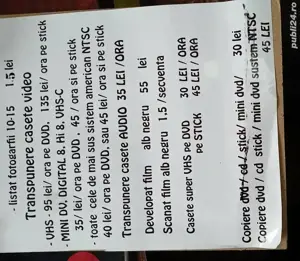 - listat fotografii 10-15 1.5 lei
Transpunere casete video
- VHS - 95 lei/ ora pe DVD, 135 lei/ ora pe stick
, MINI DV, DIGITAL 8, Hi 8, VHS-C
35/ lei/ ora pe DVD, . 45 / ora si pe stick
- toate cele de mai sus sistem american NTSC
40/ lei/ ora pe DVD. sau 45 lei/ ora si pe stick
Transpunere casete AUDIO 35 LEI / ORA
Developat film alb negru 55 lei
Scanat film alb negru 1.5 /secventa
Casete super VHS pe DVD 30 LEI / ORA
pe STICK 45 LEI / ORA
Copiere dvd / cd / stick/ mini dvd/ 30 lei
Copiere dvd / cd stick / mini dvd sustem NTSC -
45 LEI
publi24.ro